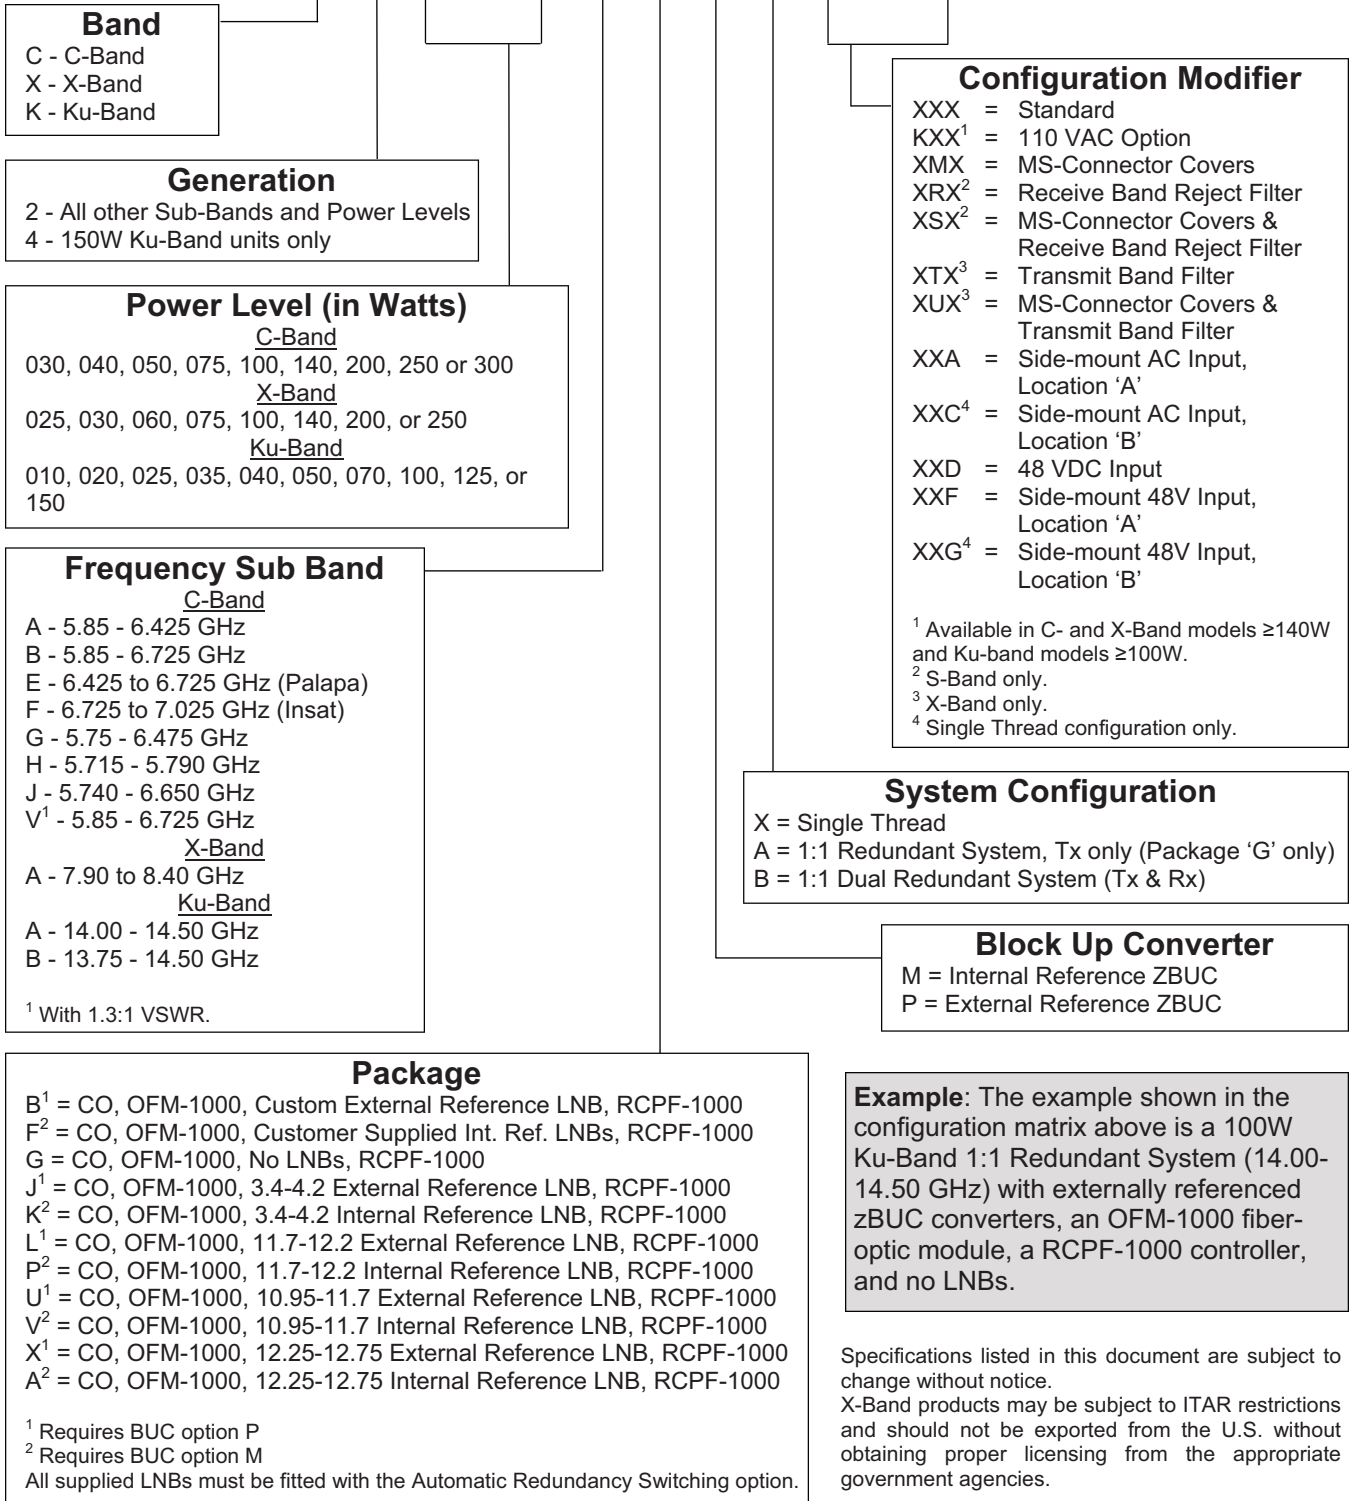 Band
C - C-Band
X - X-Band
K - Ku-Band
Generation
2 - All other Sub-Bands and Power Levels
4 - 150W Ku-Band units only
Power Level (in Watts)
C-Band
030, 040, 050, 075, 100, 140, 200, 250 or 300
X-Band
025, 030, 060, 075, 100, 140, 200, or 250
Ku-Band
010, 020, 025, 035, 040, 050, 070, 100, 125, or
150
Frequency Sub Band
C-Band
A - 5.85 - 6.425 GHz
B - 5.85 - 6.725 GHz
E - 6.425 to 6.725 GHz (Palapa)
F - 6.725 to 7.025 GHz (Insat)
G - 5.75 - 6.475 GHz
H - 5.715 - 5.790 GHz
J - 5.740 - 6.650 GHz
V¹ - 5.85 - 6.725 GHz
X-Band
A - 7.90 to 8.40 GHz
Ku-Band
A - 14.00 - 14.50 GHz
B - 13.75 - 14.50 GHz
¹ With 1.3:1 VSWR.
Package
B¹ = CO, OFM-1000, Custom External Reference LNB, RCPF-1000
F² = CO, OFM-1000, Customer Supplied Int. Ref. LNBs, RCPF-1000
G = CO, OFM-1000, No LNBs, RCPF-1000
J¹ = CO, OFM-1000, 3.4-4.2 External Reference LNB, RCPF-1000
K² = CO, OFM-1000, 3.4-4.2 Internal Reference LNB, RCPF-1000
L¹ = CO, OFM-1000, 11.7-12.2 External Reference LNB, RCPF-1000
P² = CO, OFM-1000, 11.7-12.2 Internal Reference LNB, RCPF-1000
U¹ = CO, OFM-1000, 10.95-11.7 External Reference LNB, RCPF-1000
V² = CO, OFM-1000, 10.95-11.7 Internal Reference LNB, RCPF-1000
X¹ = CO, OFM-1000, 12.25-12.75 External Reference LNB, RCPF-1000
A² = CO, OFM-1000, 12.25-12.75 Internal Reference LNB, RCPF-1000
¹ Requires BUC option P
² Requires BUC option M
All supplied LNBs must be fitted with the Automatic Redundancy Switching option.
Configuration Modifier
XXX = Standard
KXX¹ = 110 VAC Option
XMX = MS-Connector Covers
XRX² = Receive Band Reject Filter
XSX² = MS-Connector Covers &
Receive Band Reject Filter
XTX³ = Transmit Band Filter
XUX³ = MS-Connector Covers &
Transmit Band Filter
XXA = Side-mount AC Input,
Location ‘A’
XXC⁴ = Side-mount AC Input,
Location ‘B’
XXD = 48 VDC Input
XXF = Side-mount 48V Input,
Location ‘A’
XXG⁴ = Side-mount 48V Input,
Location ‘B’
¹ Available in C- and X-Band models ≥140W
and Ku-band models ≥100W.
² S-Band only.
³ X-Band only.
⁴ Single Thread configuration only.
System Configuration
X = Single Thread
A = 1:1 Redundant System, Tx only (Package ‘G’ only)
B = 1:1 Dual Redundant System (Tx & Rx)
Block Up Converter
M = Internal Reference ZBUC
P = External Reference ZBUC
Example: The example shown in the
configuration matrix above is a 100W
Ku-Band 1:1 Redundant System (14.00-
14.50 GHz) with externally referenced
zBUC converters, an OFM-1000 fiber-
optic module, a RCPF-1000 controller,
and no LNBs.
Specifications listed in this document are subject to
change without notice.
X-Band products may be subject to ITAR restrictions
and should not be exported from the U.S. without
obtaining proper licensing from the appropriate
government agencies.